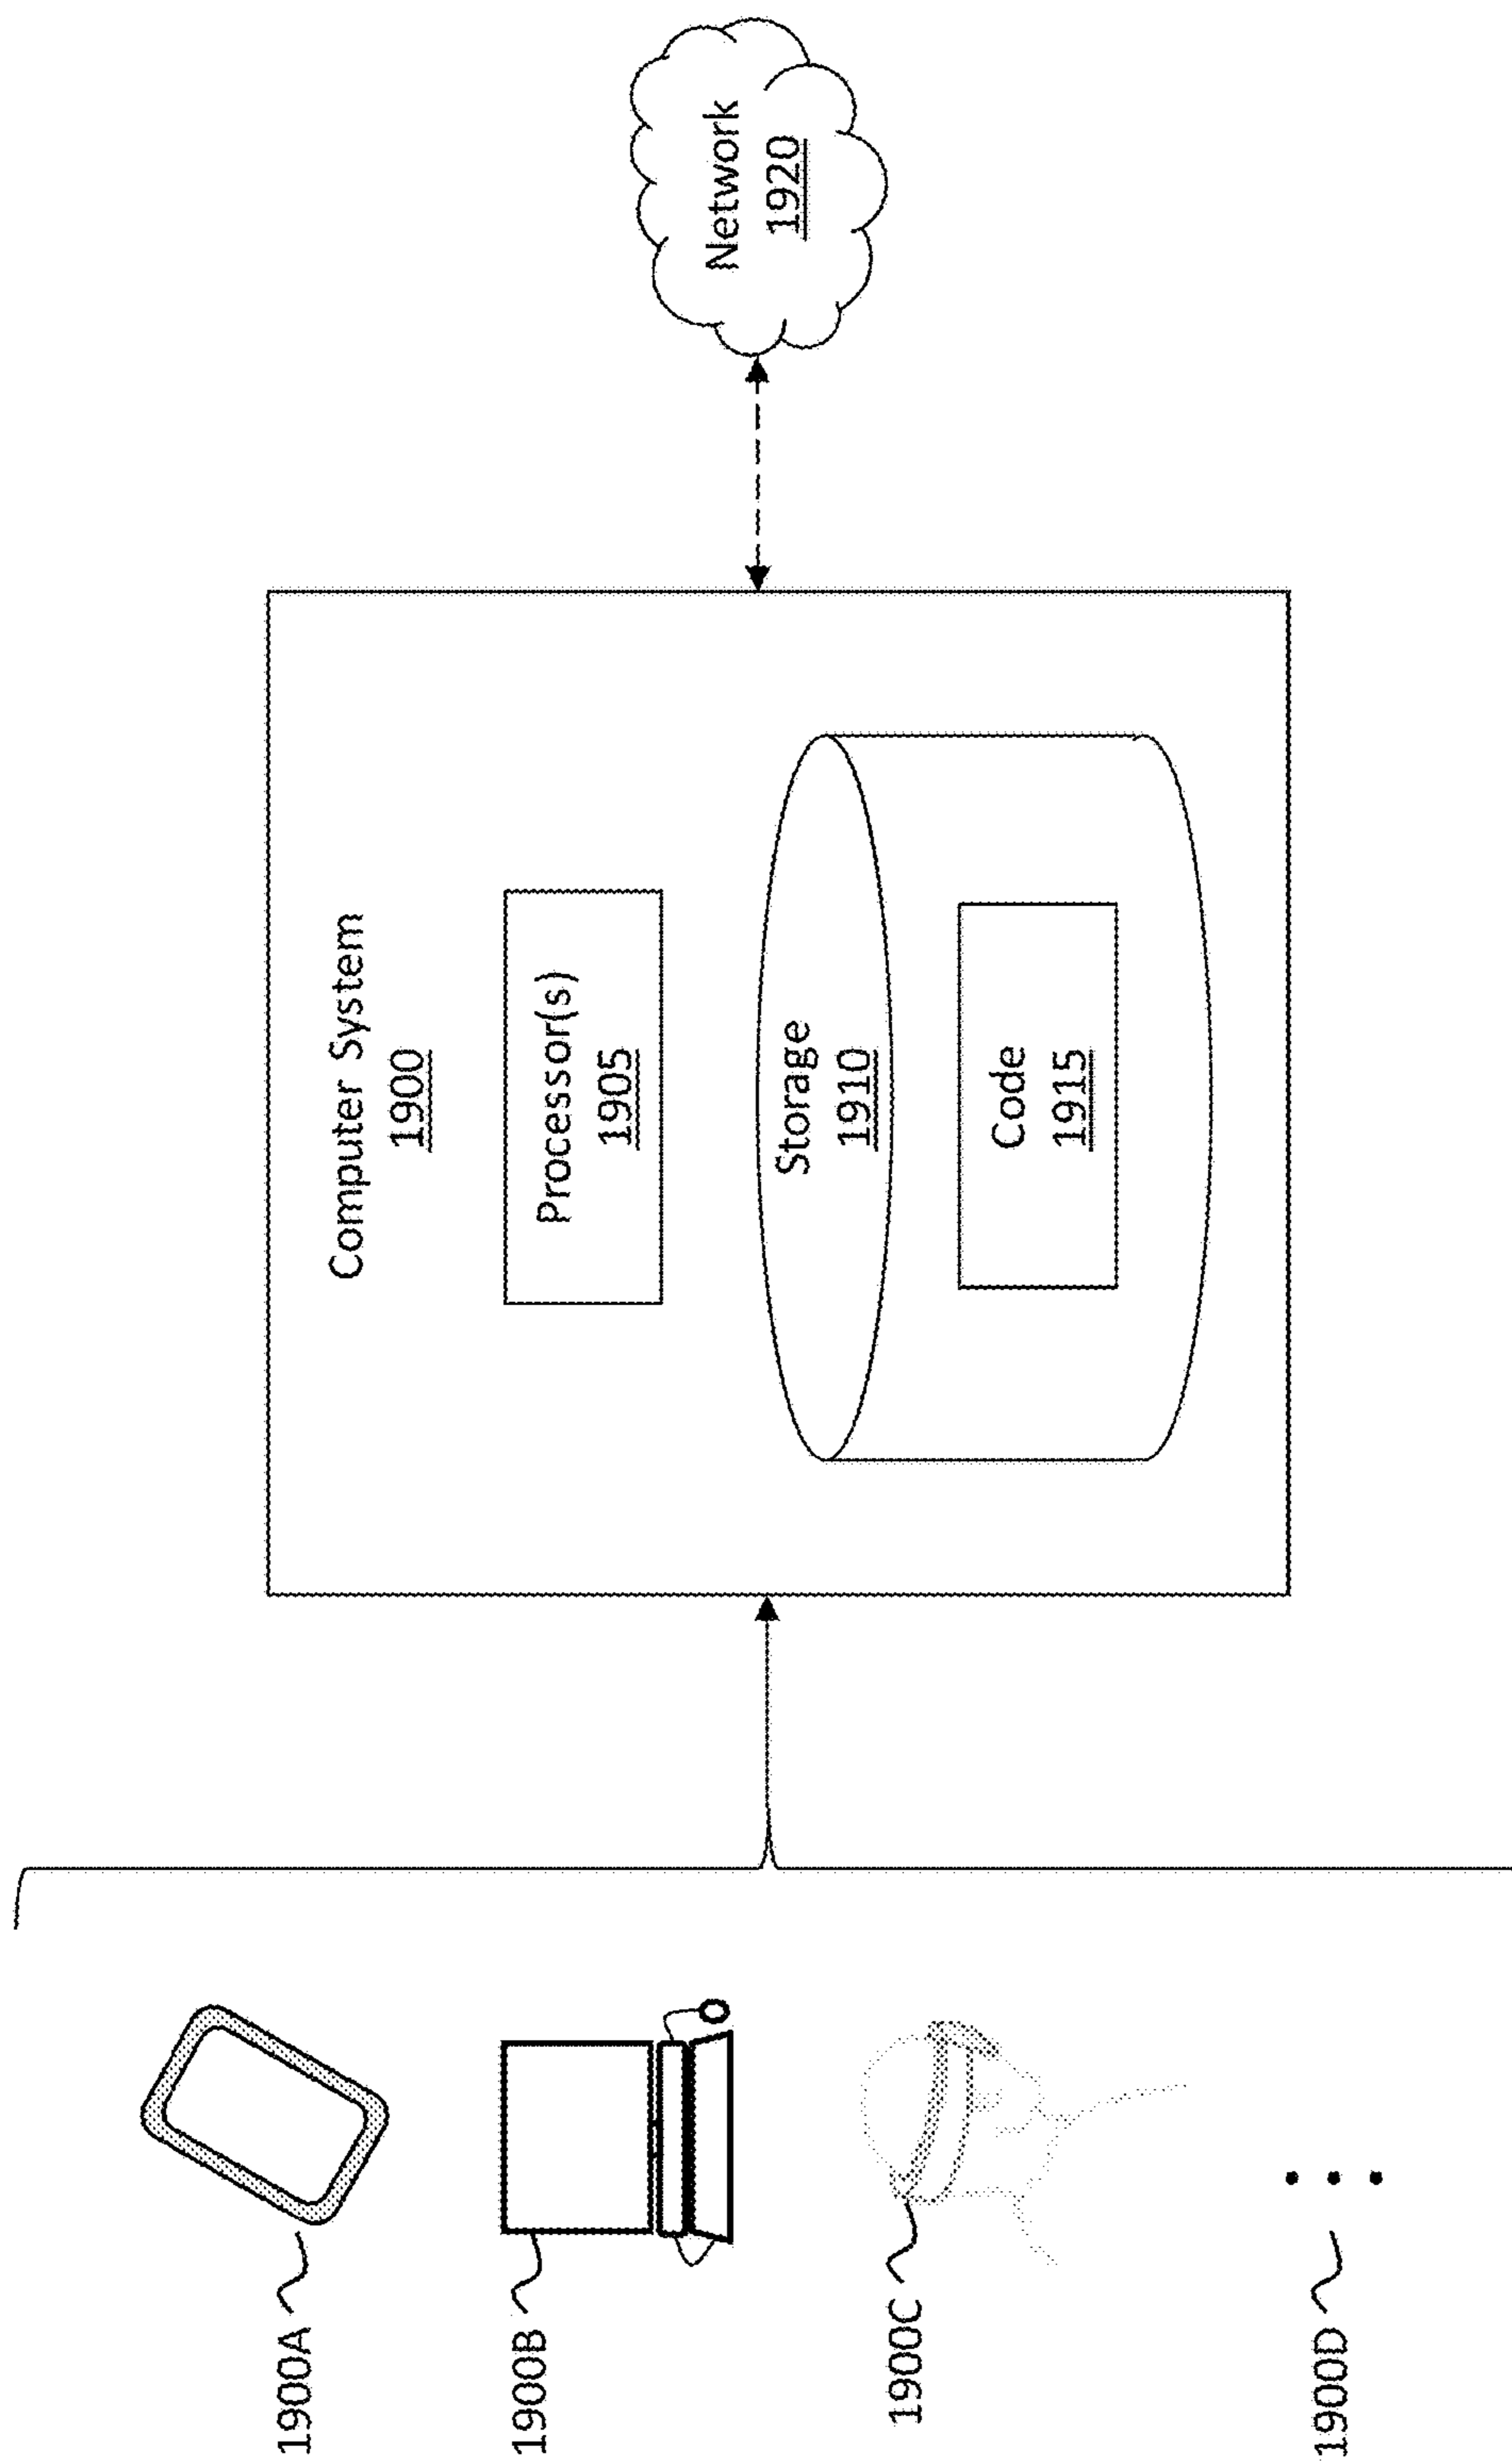 1900A
1900B
1900C
1900D
Computer System
1900
Processor(s)
1905
Storage
1910
Code
1915
Network
1920